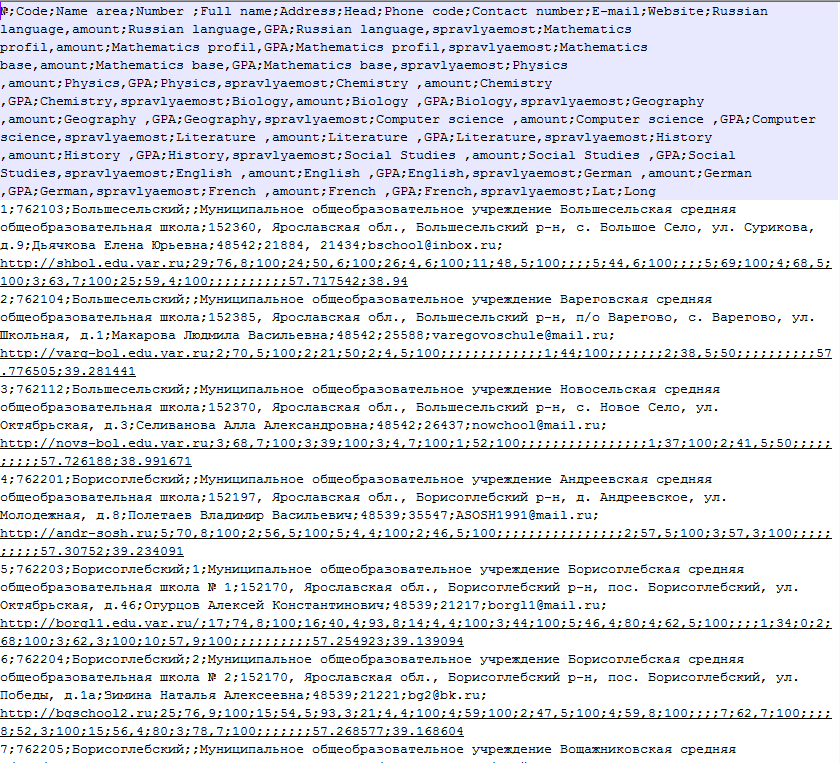 №;Code;Name area;Number ;Full name;Address;Head;Phone code;Contact number;E-mail;Website;Russian
language,amount;Russian language,GPA;Russian language,spravlyaemost;Mathematics
profil,amount;Mathematics profil,GPA;Mathematics profil,spravlyaemost;Mathematics
base,amount;Mathematics base,GPA;Mathematics base,spravlyaemost;Physics
,amount;Physics,GPA;Physics,spravlyaemost;Chemistry ,amount;Chemistry
,GPA;Chemistry,spravlyaemost;Biology,amount;Biology ,GPA;Biology,spravlyaemost;Geography
,amount;Geography ,GPA;Geography,spravlyaemost;Computer science ,amount;Computer science ,GPA;Computer
science,spravlyaemost;Literature ,amount;Literature ,GPA;Literature,spravlyaemost;History
,amount;History ,GPA;History,spravlyaemost;Social Studies ,amount;Social Studies ,GPA;Social
Studies,spravlyaemost;English ,amount;English ,GPA;English,spravlyaemost;German ,amount;German
,GPA;German,spravlyaemost;French ,amount;French ,GPA;French,spravlyaemost;Lat;Long
1;762103;Большесельский;;Муниципальное общеобразовательное учреждение Большесельская средняя
общеобразовательная школа;152360, Ярославская обл., Большесельский р-н, с. Большое Село, ул. Сурикова,
д.9;Дьячкова Елена Юрьевна;48542;21884, 21434;bschool@inbox.ru;
http://shbol.edu.yar.ru;29;76,8;100;24;50,6;100;26;4,6;100;11;48,5;100;;;;5;44,6;100;;;;5;69;100;4;68,5;
100;3;63,7;100;25;59,4;100;;;;;;;;;;57.717542;38.94
2;762104;Большесельский;;Муниципальное общеобразовательное учреждение Вареговская средняя
общеобразовательная школа;152385, Ярославская обл., Большесельский р-н, п/о Варегово, с. Варегово, ул.
Школьная, д.1;Макарова Людмила Васильевна;48542;25588;varegovoschule@mail.ru;
http://varg-bol.edu.yar.ru;2;70,5;100;2;21;50;2;4,5;100;;;;;;;;;;;;;1;44;100;;;;;;;2;38,5;50;;;;;;;;;;57
.776505;39.281441
3;762112;Большесельский;;Муниципальное общеобразовательное учреждение Новосельская средняя
общеобразовательная школа;152370, Ярославская обл., Большесельский р-н, с. Новое Село, ул.
Октябрьская, д.3;Селиванова Алла Александровна;48542;26437;nowchool@mail.ru;
http://novs-bol.edu.yar.ru;3;68,7;100;3;39;100;3;4,7;100;1;52;100;;;;;;;;;;;;;;;;1;37;100;2;41,5;50;;;;;
;;;;;57.726188;38.991671
4;762201;Борисоглебский;;Муниципальное общеобразовательное учреждение Андреевская средняя
общеобразовательная школа;152197, Ярославская обл., Борисоглебский р-н, д. Андреевское, ул.
Молодежная, д.8;Полетаев Владимир Васильевич;48539;35547;ASOSH1991@mail.ru;
http://andr-sosh.ru;5;70,8;100;2;56,5;100;5;4,4;100;2;46,5;100;;;;;;;;;;;;;;;;2;57,5;100;3;57,3;100;;;;;
;;;;;57.30752;39.234091
5;762203;Борисоглебский;1;Муниципальное общеобразовательное учреждение Борисоглебская средняя
общеобразовательная школа № 1;152170, Ярославская обл., Борисоглебский р-н, пос. Борисоглебский, ул.
Октябрьская, д.46;Огурцов Алексей Константинович;48539;21217;borgl1@mail.ru;
http://borgl1.edu.yar.ru/;17;74,8;100;16;40,4;93,8;14;4,4;100;3;44;100;5;46,4;80;4;62,5;100;;;;1;34;0;2;
68;100;3;62,3;100;10;57,9;100;;;;;;;;;;57.254923;39.139094
6;762204;Борисоглебский;2;Муниципальное общеобразовательное учреждение Борисоглебская средняя
общеобразовательная школа № 2;152170, Ярославская обл., Борисоглебский р-н, пос. Борисоглебский, ул.
Победы, д.1а;Зимина Наталья Алексеевна;48539;21221;bg2@bk.ru;
http://bgschool2.ru;25;76,9;100;15;54,5;93,3;21;4,4;100;4;59;100;2;47,5;100;4;59,8;100;;;;7;62,7;100;;;;
8;52,3;100;15;56,4;80;3;78,7;100;;;;;;;57.268577;39.168604
7;762205;Борисоглебский;;Муниципальное общеобразовательное учреждение Вощажниковская средняя